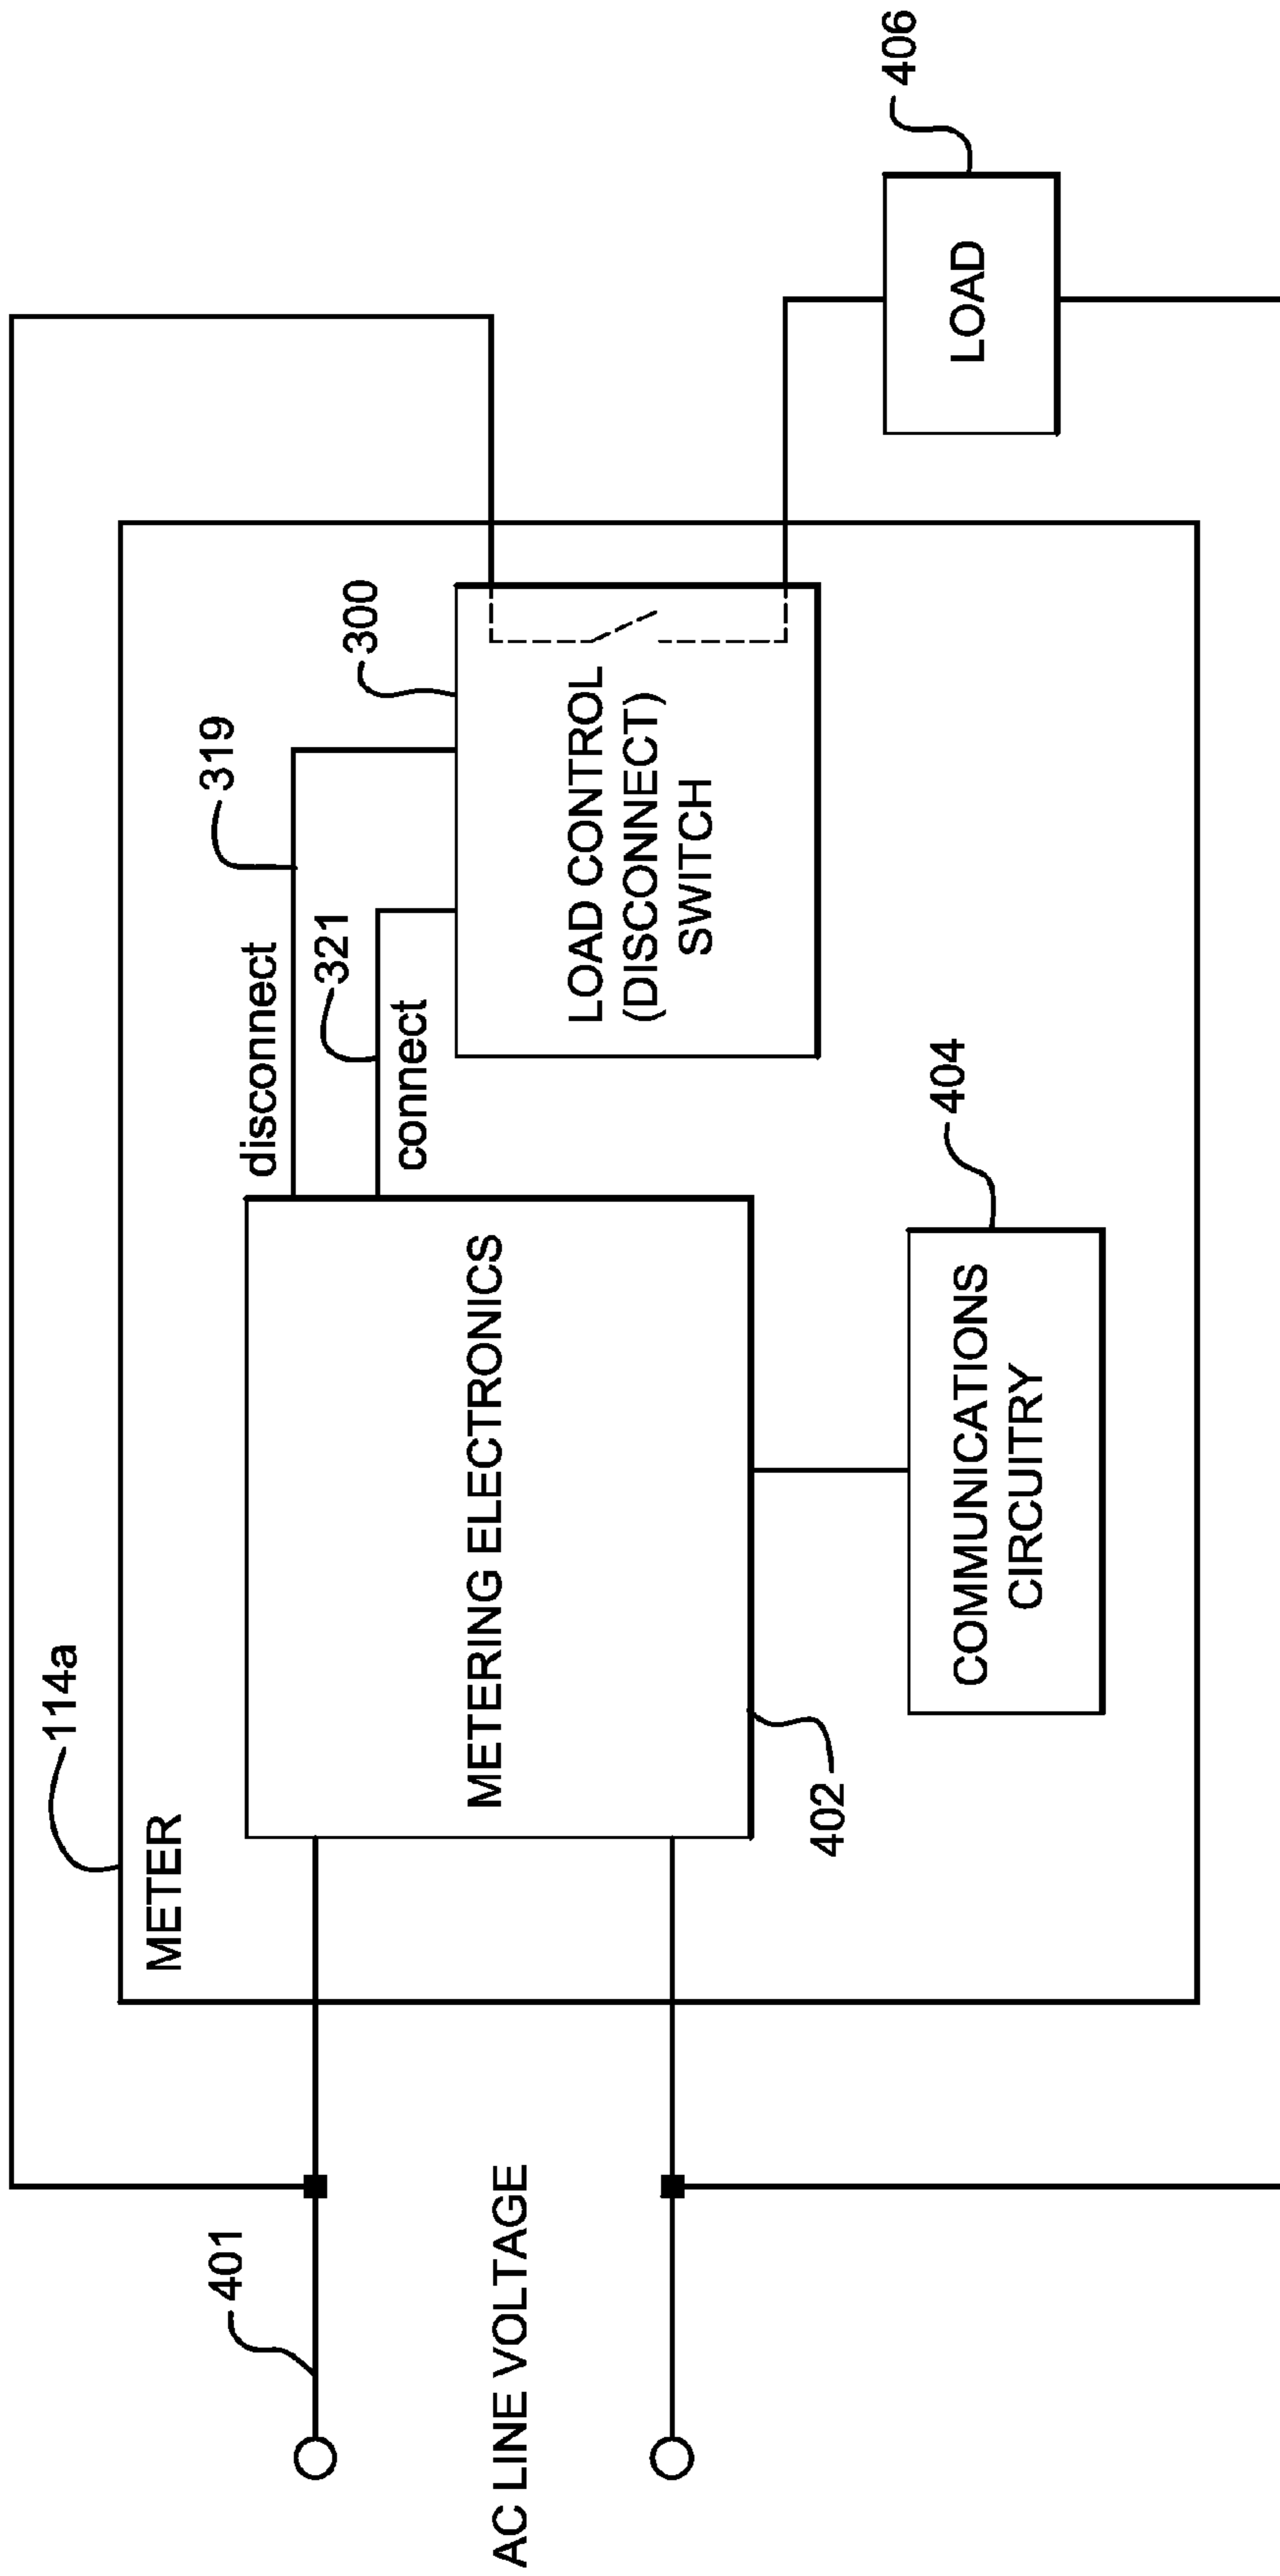 114a
METER
401
AC LINE VOLTAGE
METERING ELECTRONICS
402
disconnect
319
321
connect
300
LOAD CONTROL
(DISCONNECT)
SWITCH
COMMUNICATIONS
CIRCUITRY
404
LOAD
406